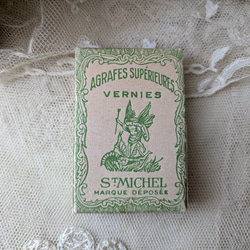 AGRAFES SUPÉRIEURES
VERNIES
ST MICHEL
MARQUE DÉPOSÉE